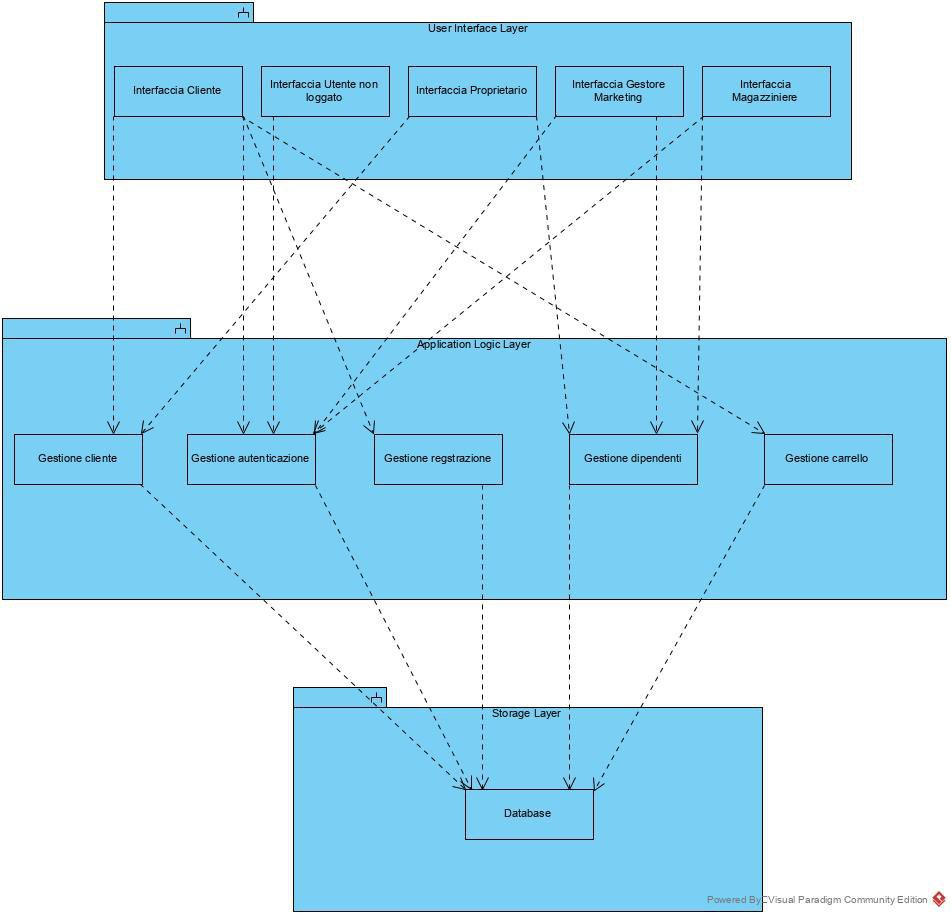 User Interface Layer
Interfaccia Cliente
Interfaccia Utente non
loggato
Interfaccia Proprietario
Interfaccia Gestore
Marketing
Interfaccia
Magazziniere
Application Logic Layer
Gestione cliente
Gestione autenticazione
Gestione regstrazione
Gestione dipendenti
Gestione carrello
Storage Layer
Database
Powered By Visual Paradigm Community Edition